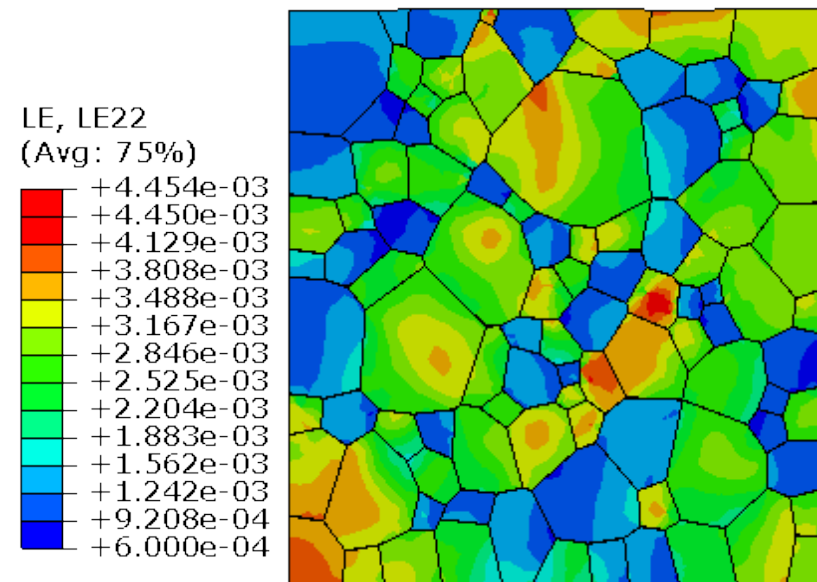 LE, LE22
(Avg: 75%)
+4.454e-03
+4.450e-03
+4.129e-03
+3.808e-03
+3.488e-03
+3.167e-03
+2.846e-03
+2.525e-03
+2.204e-03
+1.883e-03
+1.562e-03
+1.242e-03
+9.208e-04
+6.000e-04